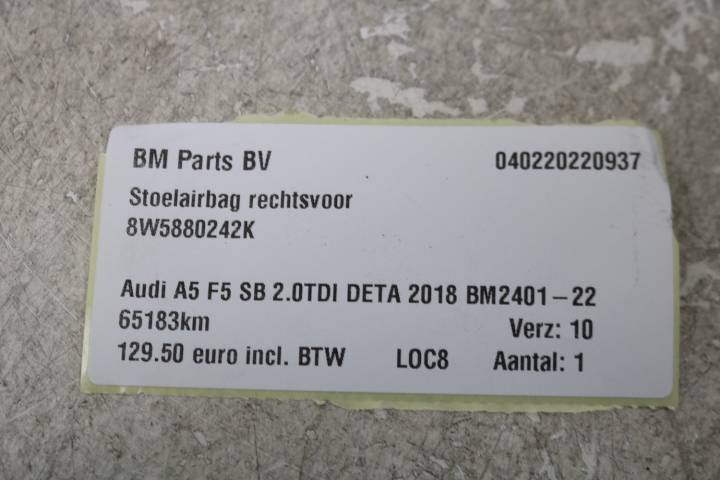 BM Parts BV 040220220937
Stoelairbag rechtsvoor
8W5880242K
Audi A5 F5 SB 2.0TDI DETA 2018 BM2401-22
65183km Verz: 10
129.50 euro incl. BTW LOC8 Aantal: 1